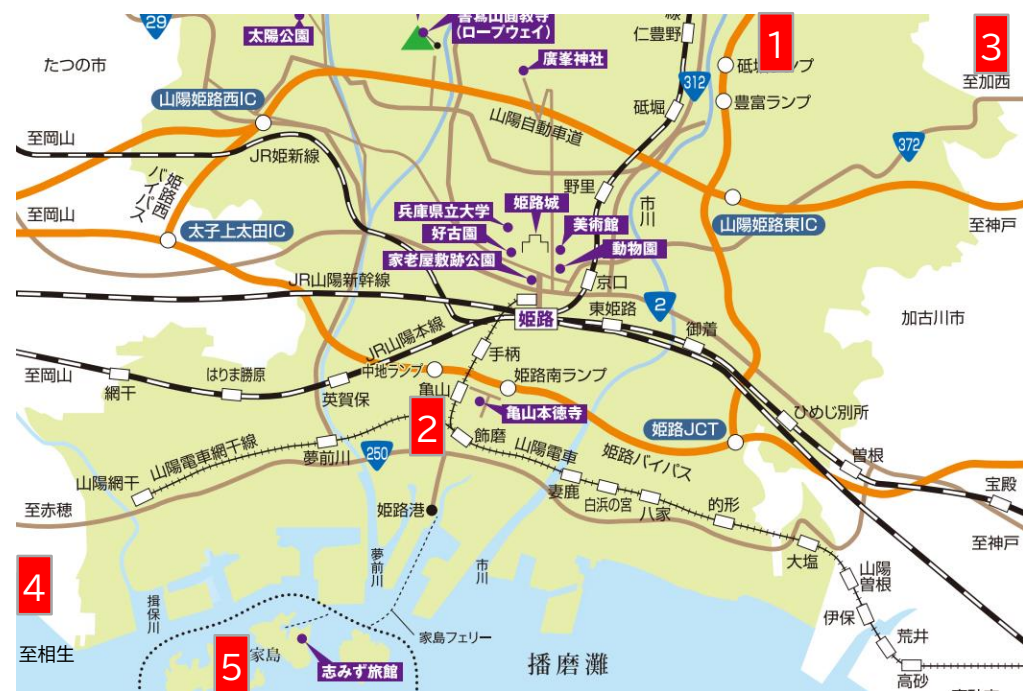 29
太陽公園
書寫山圓教寺
(ロープウェイ)
線
仁豊野
1
3
たつの市
廣峯神社
砥堀ランプ
至加西
山陽姫路西IC
312
豊富ランプ
砥堀
至岡山
山陽自動車道
372
JR姫新線
姫路西
バイパス
野里
市川
至岡山
兵庫県立大学
姫路城
美術館
山陽姫路東IC
至神戸
太子上太田IC
好古園
動物園
家老屋敷跡公園
京口
JR山陽新幹線
2
姫路
東姫路
御着
加古川市
JR山陽本線
手柄
至岡山
網干
はりま勝原
中地ランプ
亀山
姫路南ランプ
英賀保
亀山本徳寺
ひめじ別所
2
飾磨
姫路JCT
山陽電車網干線
夢前川
250
山陽電車
姫路バイパス
曽根
山陽網干
妻鹿
白浜の宮
八家
的形
宝殿
至赤穂
姫路港
至神戸
大塩
4
夢前川
市川
山陽
曽根
揖保川
伊保
家島フェリー
荒井
至相生
5
家島
志みず旅館
播磨灘
高砂